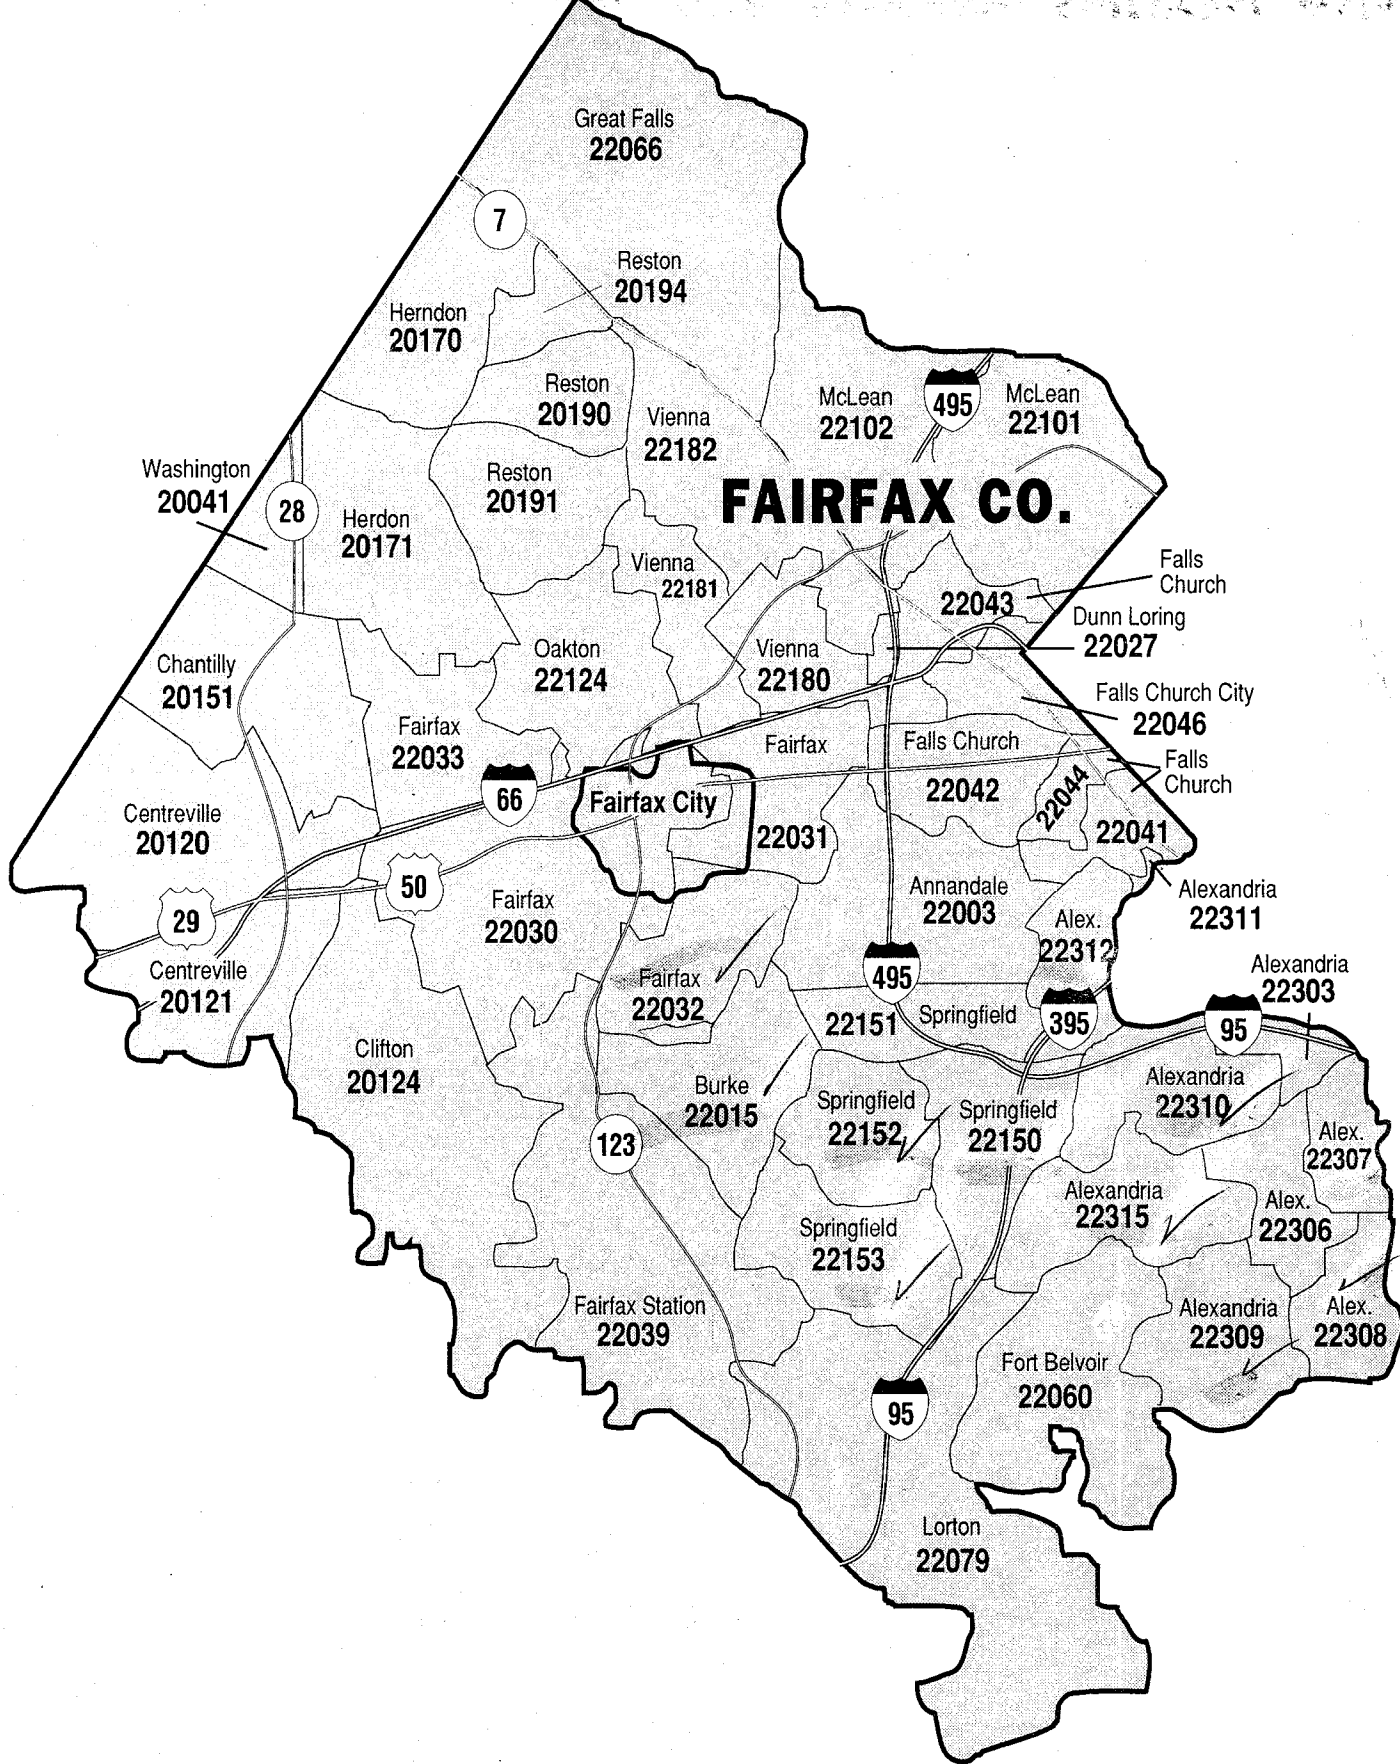 Great Falls
22066
7
Reston
20194
Herndon
20170
Reston
20190
Vienna
22182
McLean
22102
495
McLean
22101
Washington
20041
28
Herdon
20171
Reston
20191
FAIRFAX CO.
Vienna
22181
Falls
Church
22043
Dunn Loring
22027
Chantilly
20151
Oakton
22124
Vienna
22180
Falls Church City
22046
Fairfax
22033
Fairfax
Falls Church
22042
22044
Falls
Church
66
Fairfax City
22031
22041
Centreville
20120
50
29
Fairfax
22030
Annandale
22003
Alex.
22312
Alexandria
22311
Centreville
20121
Fairfax
22032
495
Alexandria
22303
22151
Springfield
395
95
Clifton
20124
Burke
22015
Springfield
22152
Springfield
22150
Alexandria
22310
123
Alex.
22307
Alexandria
22315
Alex.
22306
Springfield
22153
Fairfax Station
22039
Alexandria
22309
Alex.
22308
Fort Belvoir
22060
95
Lorton
22079